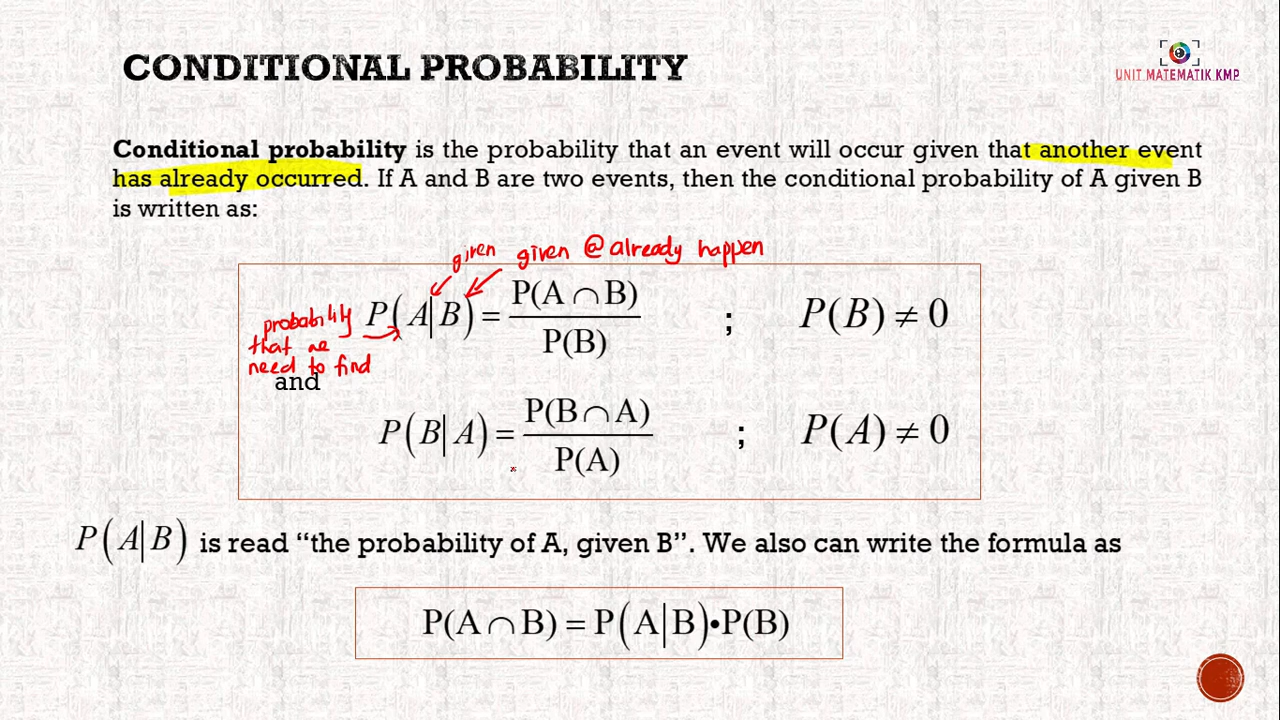 CONDITIONAL PROBABILITY
UNIT MATEMATIK KMP
Conditional probability is the probability that an event will occur given that another event
has already occurred. If A and B are two events, then the conditional probability of A given B
is written as:
given given @ already happen
P(A|B) = P(A ∩ B) / P(B) ; P(B) ≠ 0
probability
that we
need to find
and
P(B|A) = P(B ∩ A) / P(A) ; P(A) ≠ 0
P(A|B) is read “the probability of A, given B”. We also can write the formula as
P(A ∩ B) = P(A|B)•P(B)